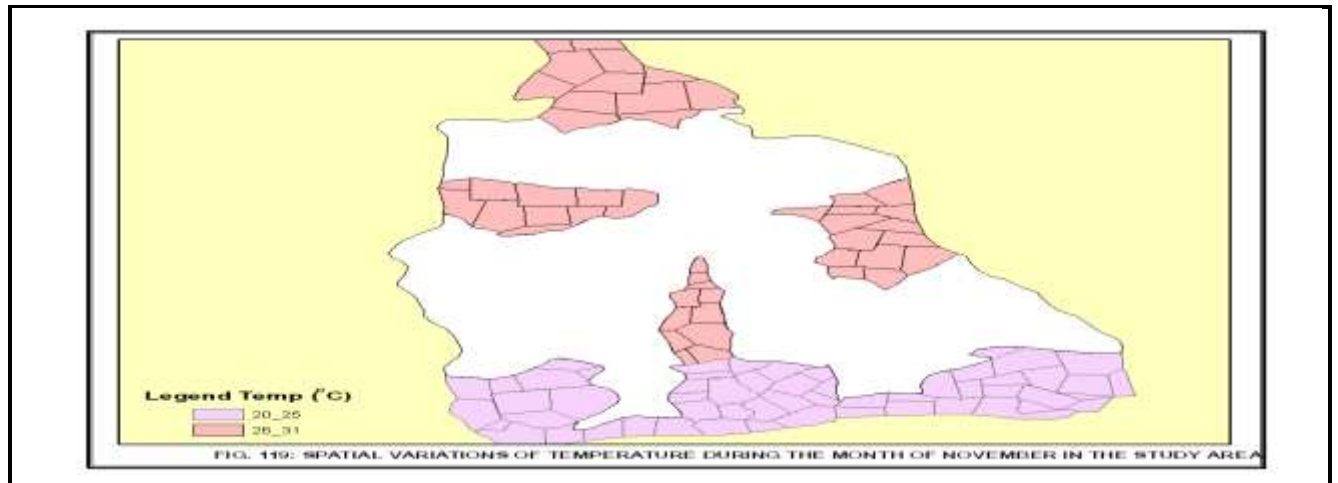 Legend Temp (°C)
20_25
26_31
FIG. 119: SPATIAL VARIATIONS OF TEMPERATURE DURING THE MONTH OF NOVEMBER IN THE STUDY AREA